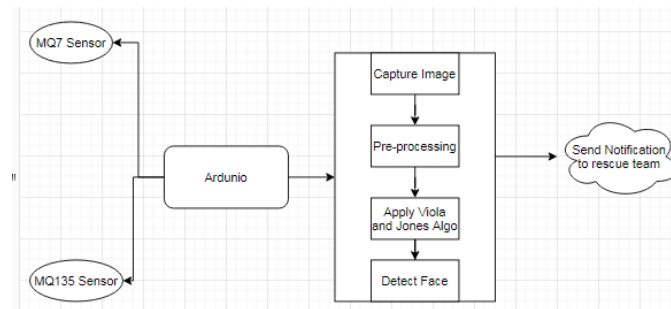 MQ7 Sensor
Capture Image
Pre-processing
Send Notification
to rescue team
Ardunio
Apply Viola
and Jones Algo
MQ135 Sensor
Detect Face